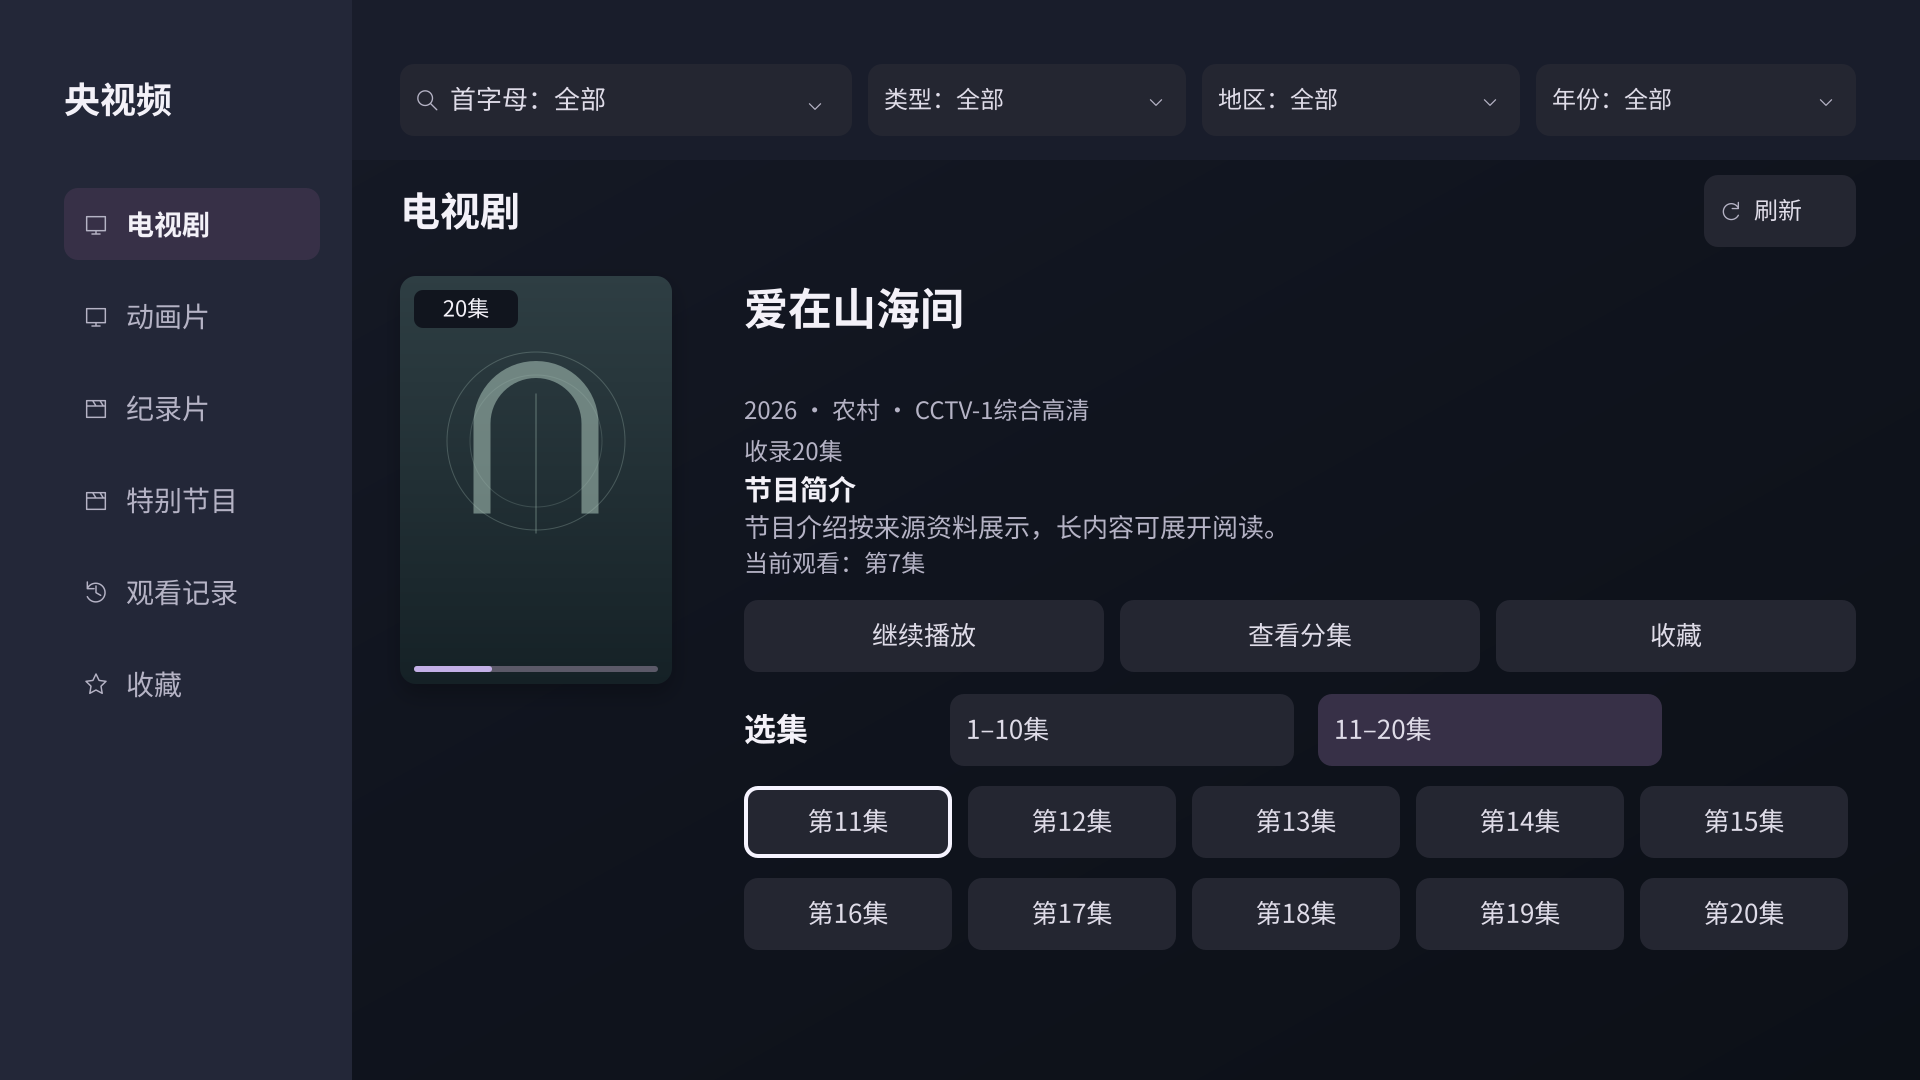 央视频
电视剧
动画片
纪录片
特别节目
观看记录
收藏
首字母：全部
类型：全部
地区：全部
年份：全部
电视剧
刷新
20集
爱在山海间
2026 · 农村 · CCTV-1综合高清
收录20集
节目简介
节目介绍按来源资料展示，长内容可展开阅读。
当前观看：第7集
继续播放
查看分集
收藏
选集
1–10集
11–20集
第11集
第12集
第13集
第14集
第15集
第16集
第17集
第18集
第19集
第20集